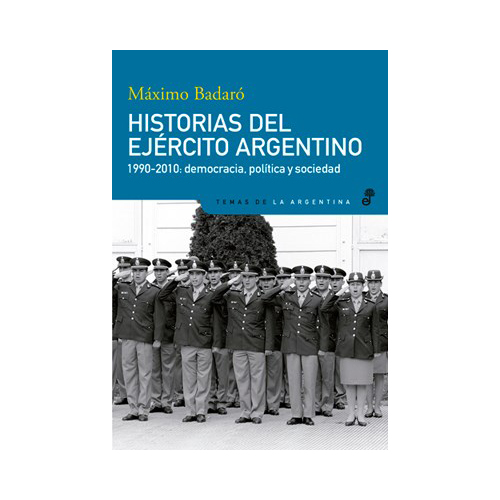 Máximo Badaró
HISTORIAS DEL
EJÉRCITO ARGENTINO
1990-2010: democracia, política y sociedad
TEMAS DE LA ARGENTINA